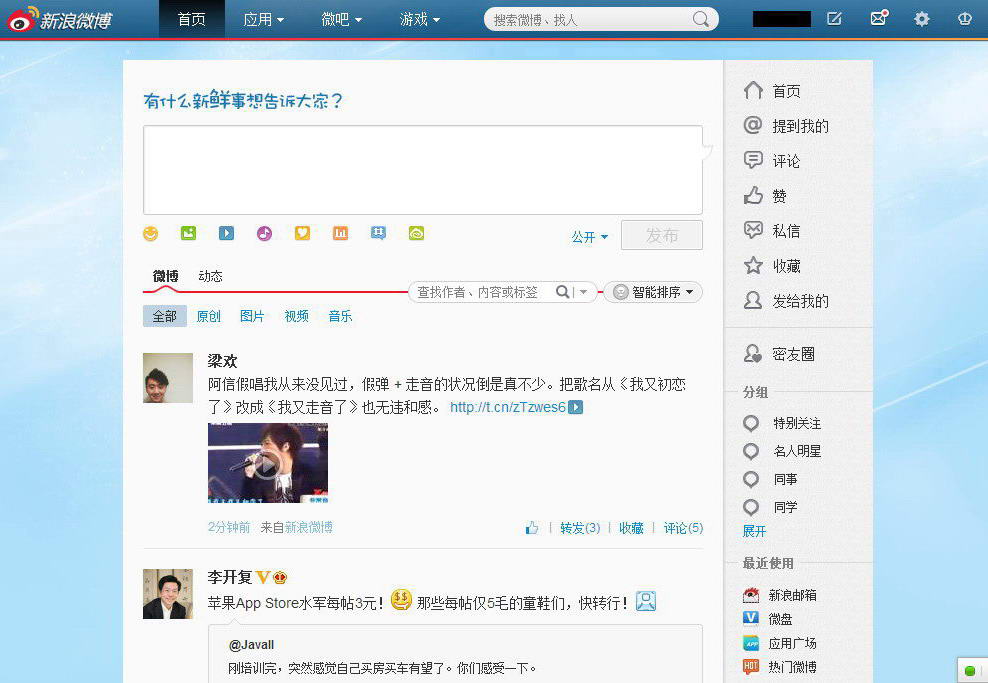 新浪微博 首页 应用 微吧 游戏 搜索微博、找人
有什么新鲜事想告诉大家？
公开 发布
微博 动态 查找作者、内容或标签 智能排序
全部 原创 图片 视频 音乐
梁欢
阿信假唱我从来没见过，假弹 + 走音的状况倒是真不少。把歌名从《我又初恋
了》改成《我又走音了》也无违和感。 http://t.cn/zTzwes6
2分钟前 来自新浪微博 转发(3) 收藏 评论(5)
李开复 V
苹果App Store水军每帖3元！ 那些每帖仅5毛的童鞋们，快转行！
@Javall
刚培训完，突然感觉自己买房买车有望了。你们感受一下。
首页
@ 提到我的
评论
赞
私信
收藏
发给我的
密友圈
分组
特别关注
名人明星
同事
同学
展开
最近使用
新浪邮箱
V 微盘
APP 应用广场
HOT 热门微博